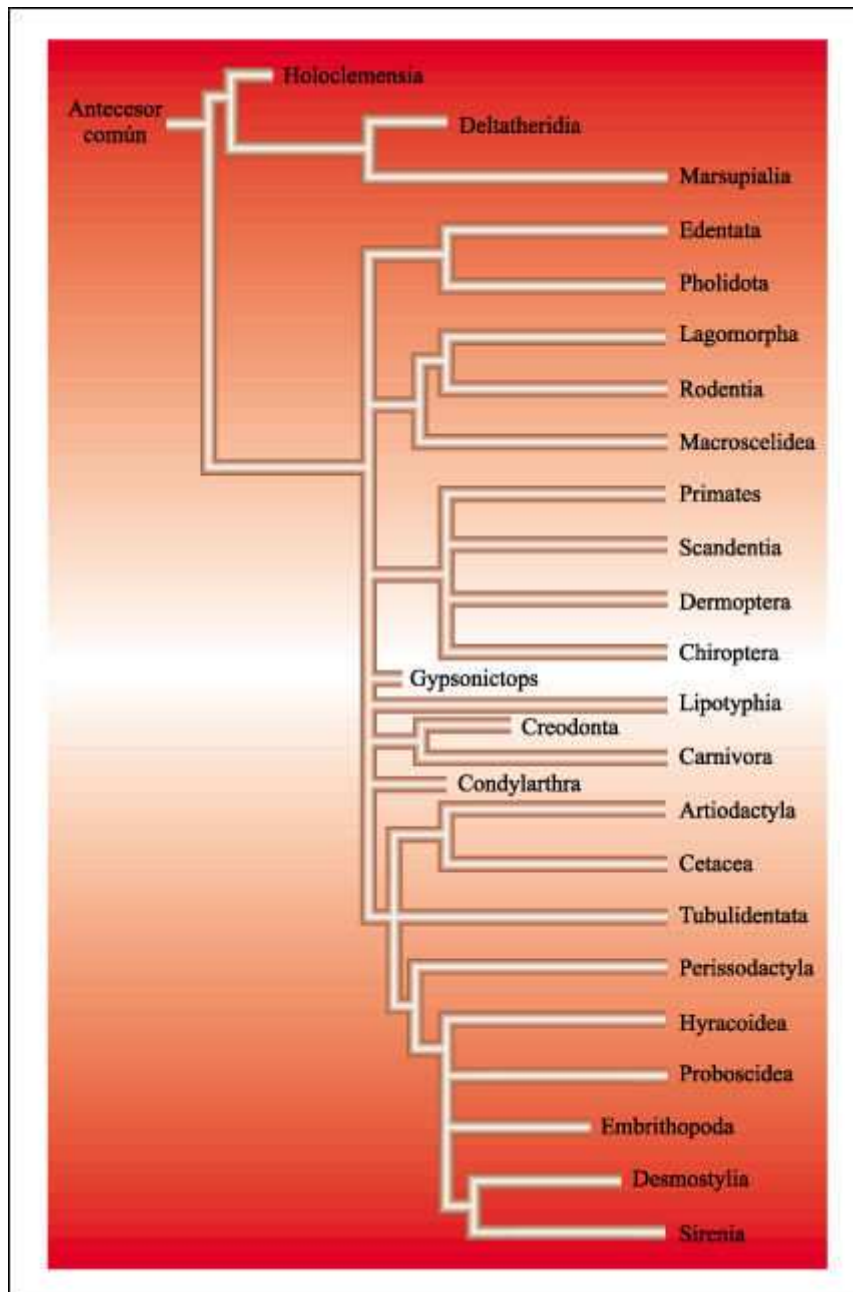 Holoclemensia
Antecesor
común
Deltatheridia
Marsupialia
Edentata
Pholidota
Lagomorpha
Rodentia
Macroscelidea
Primates
Scandentia
Dermoptera
Chiroptera
Gypsonictops
Lipotyphia
Creodonta
Carnivora
Condylarthra
Artiodactyla
Cetacea
Tubulidentata
Perissodactyla
Hyracoidea
Proboscidea
Embrithopoda
Desmostylia
Sirenia